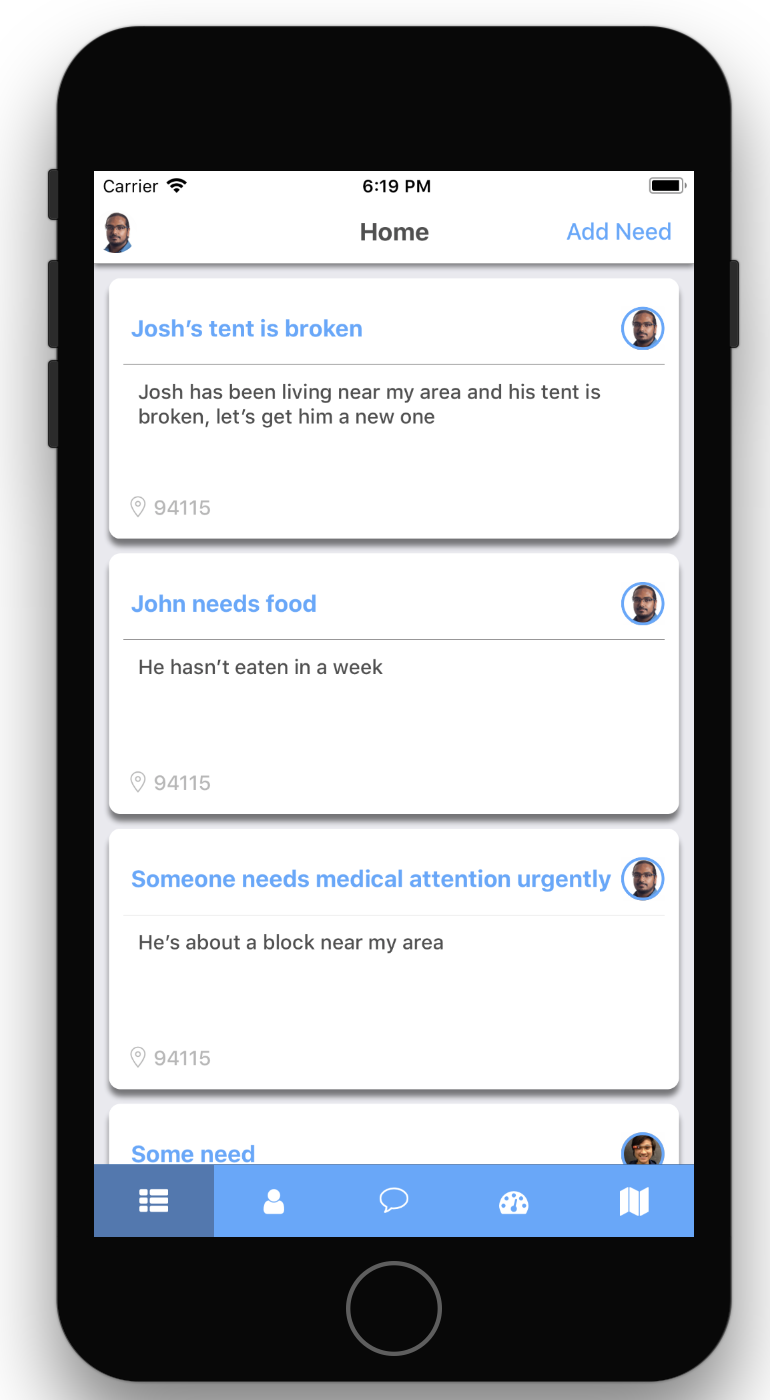 Carrier 6:19 PM
Home Add Need
Josh’s tent is broken
Josh has been living near my area and his tent is
broken, let’s get him a new one
94115
John needs food
He hasn’t eaten in a week
94115
Someone needs medical attention urgently
He’s about a block near my area
94115
Some need